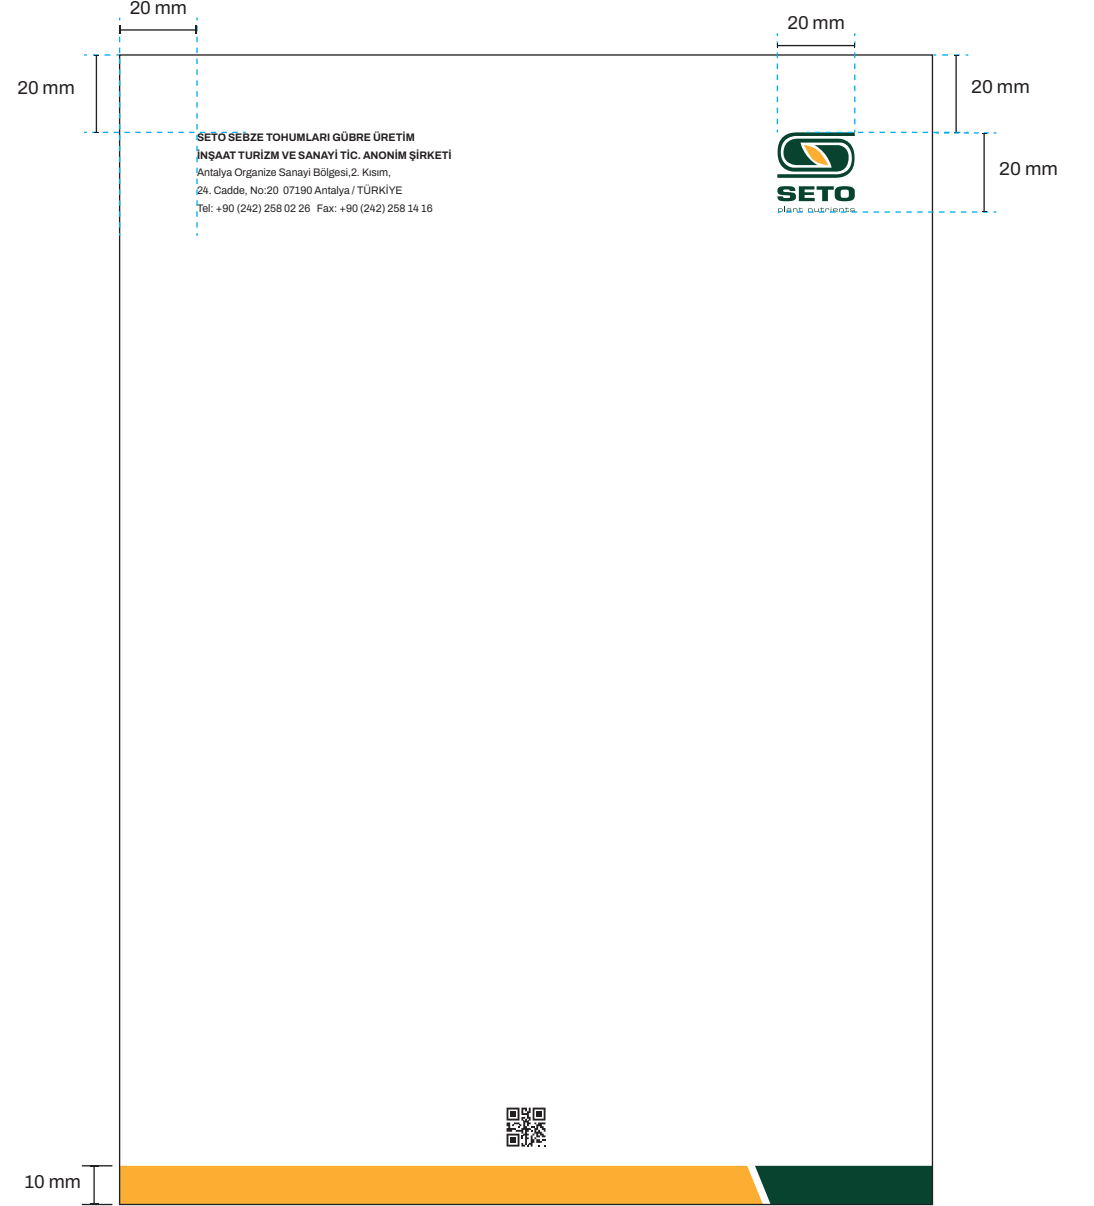 20 mm
20 mm
20 mm
20 mm
SETO SEBZE TOHUMLARI GÜBRE ÜRETİM
İNŞAAT TURİZM VE SANAYİ TİC. ANONİM ŞİRKETİ
Antalya Organize Sanayi Bölgesi,2. Kısım,
24. Cadde, No:20 07190 Antalya / TÜRKİYE
Tel: +90 (242) 258 02 26 Fax: +90 (242) 258 14 16
SETO
plant nutrients
20 mm
10 mm